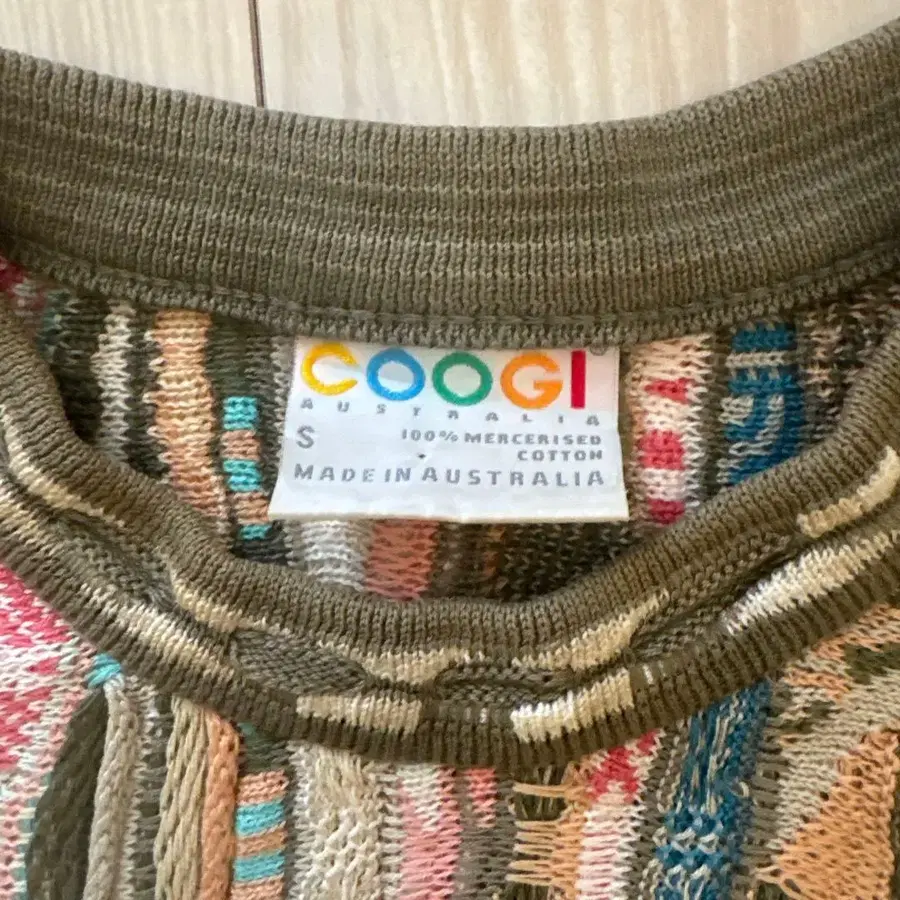 COOGI®
AUSTRALIA
S 100% MERCERISED
COTTON
MADE IN AUSTRALIA